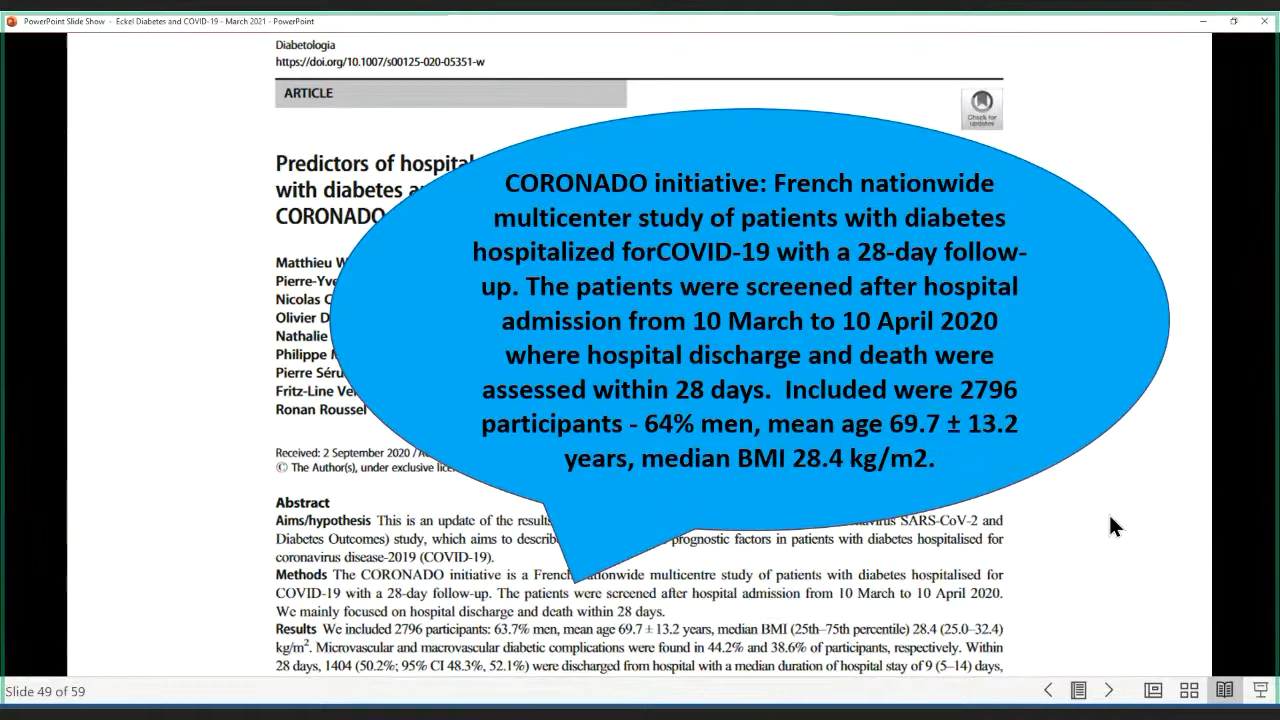 PowerPoint Slide Show - Eckel Diabetes and COVID-19 - March 2021 - PowerPoint
Diabetologia
https://doi.org/10.1007/s00125-020-05351-w
ARTICLE
Check for
updates
Predictors of hospital
with diabetes
CORONADO
CORONADO initiative: French nationwide
multicenter study of patients with diabetes
hospitalized forCOVID-19 with a 28-day follow-
up. The patients were screened after hospital
admission from 10 March to 10 April 2020
where hospital discharge and death were
assessed within 28 days. Included were 2796
participants - 64% men, mean age 69.7 ± 13.2
years, median BMI 28.4 kg/m2.
Matthieu
Pierre-Yve
Nicolas
Olivier
Nathalie
Philippe
Pierre Séru
Fritz-Line
Ronan Roussel
Received: 2 September 2020
© The Author(s), under exclusive
Abstract
Aims/hypothesis This is an update of the results SARS-CoV-2 and
Diabetes Outcomes) study, which aims to describe prognostic factors in patients with diabetes hospitalised for
coronavirus disease-2019 (COVID-19).
Methods The CORONADO initiative is a French nationwide multicentre study of patients with diabetes hospitalised for
COVID-19 with a 28-day follow-up. The patients were screened after hospital admission from 10 March to 10 April 2020.
We mainly focused on hospital discharge and death within 28 days.
Results We included 2796 participants: 63.7% men, mean age 69.7 ± 13.2 years, median BMI (25th–75th percentile) 28.4 (25.0–32.4)
kg/m². Microvascular and macrovascular diabetic complications were found in 44.2% and 38.6% of participants, respectively. Within
28 days, 1404 (50.2%; 95% CI 48.3%, 52.1%) were discharged from hospital with a median duration of hospital stay of 9 (5–14) days,
Slide 49 of 59